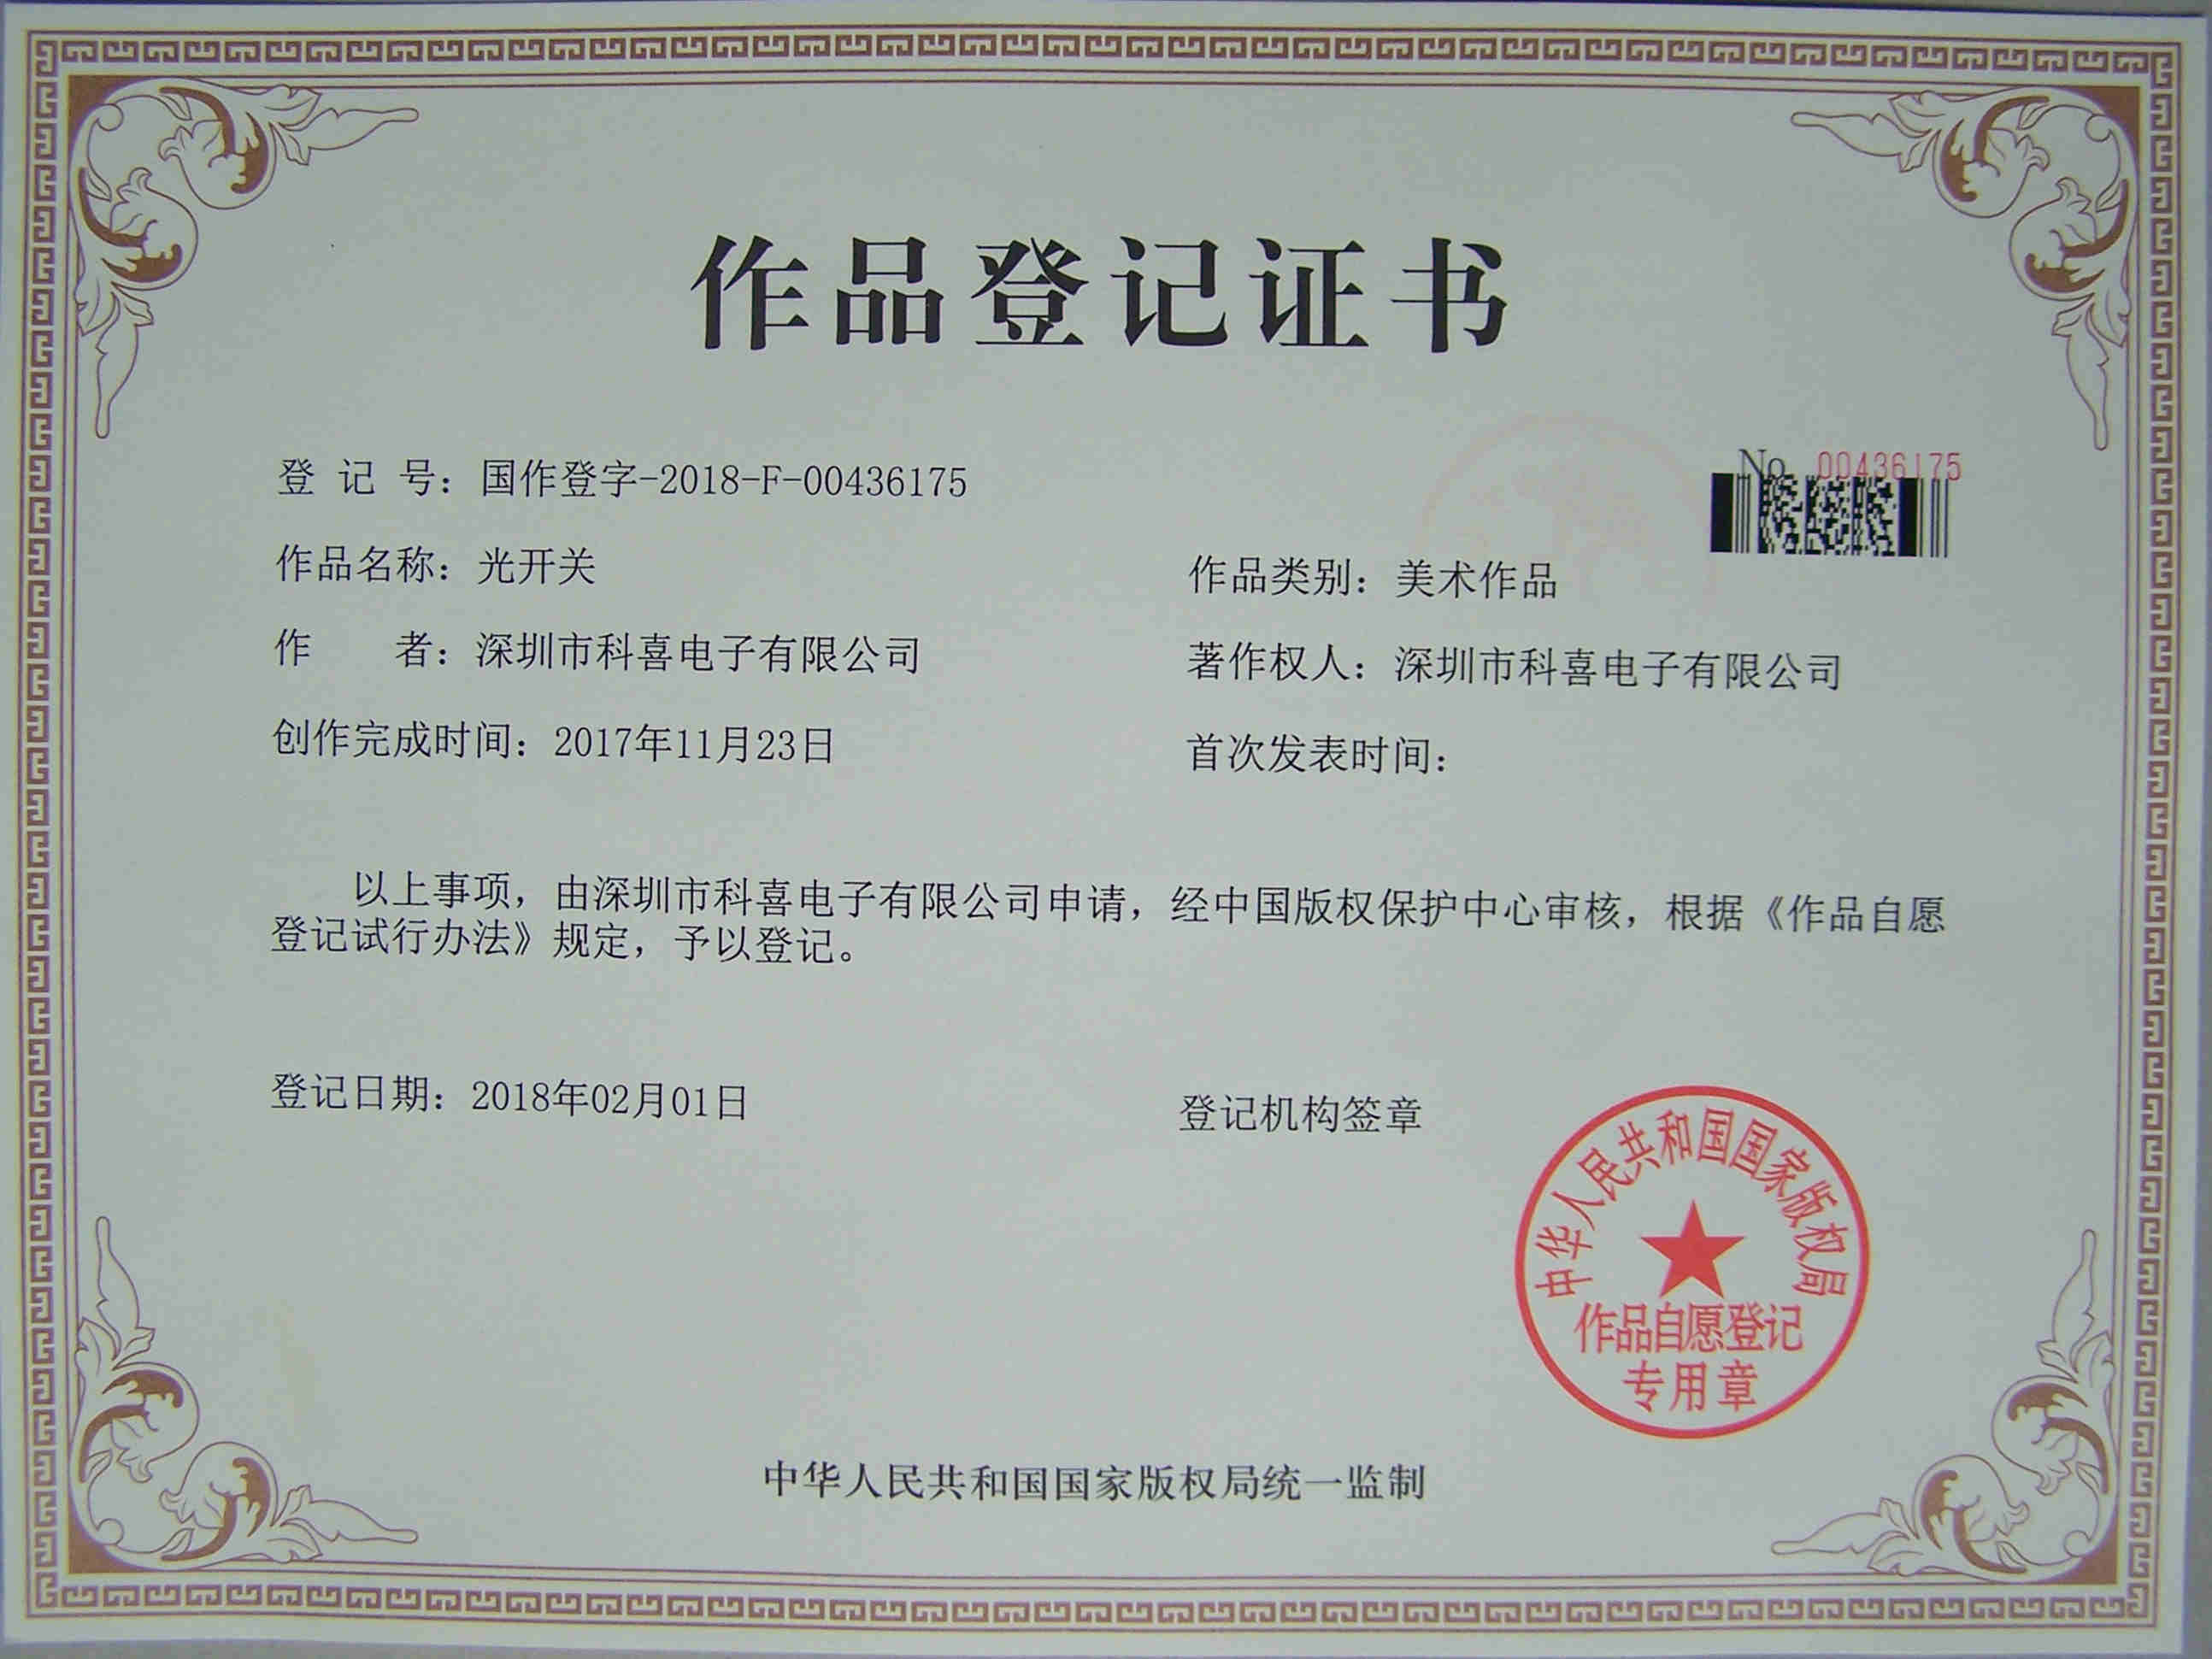 作品登记证书
No. 00436175
登 记 号：国作登字-2018-F-00436175
作品名称：光开关
作品类别：美术作品
作　　者：深圳市科喜电子有限公司
著作权人：深圳市科喜电子有限公司
创作完成时间：2017年11月23日
首次发表时间：
以上事项，由深圳市科喜电子有限公司申请，经中国版权保护中心审核，根据《作品自愿
登记试行办法》规定，予以登记。
登记日期：2018年02月01日
登记机构签章
中华人民共和国国家版权局
作品自愿登记
专用章
中华人民共和国国家版权局统一监制